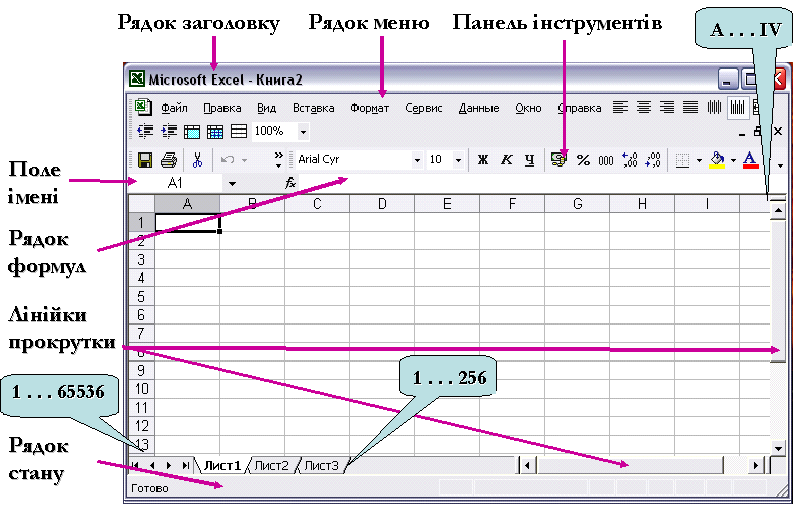 Рядок заголовку Рядок меню Панель інструментів
A . . . IV
Microsoft Excel - Книга2
Файл Правка Вид Вставка Формат Сервис Данные Окно Справка
100%
Arial Cyr 10 Ж К Ч % 000
Поле
імені
A1 fx
A B C D E F G H I
1
2
3
4
5
6
7
8
9
10
11
12
13
Рядок
формул
Лінійки
прокрутки
1 . . . 65536
1 . . . 256
Рядок
стану
Лист1 Лист2 Лист3
Готово